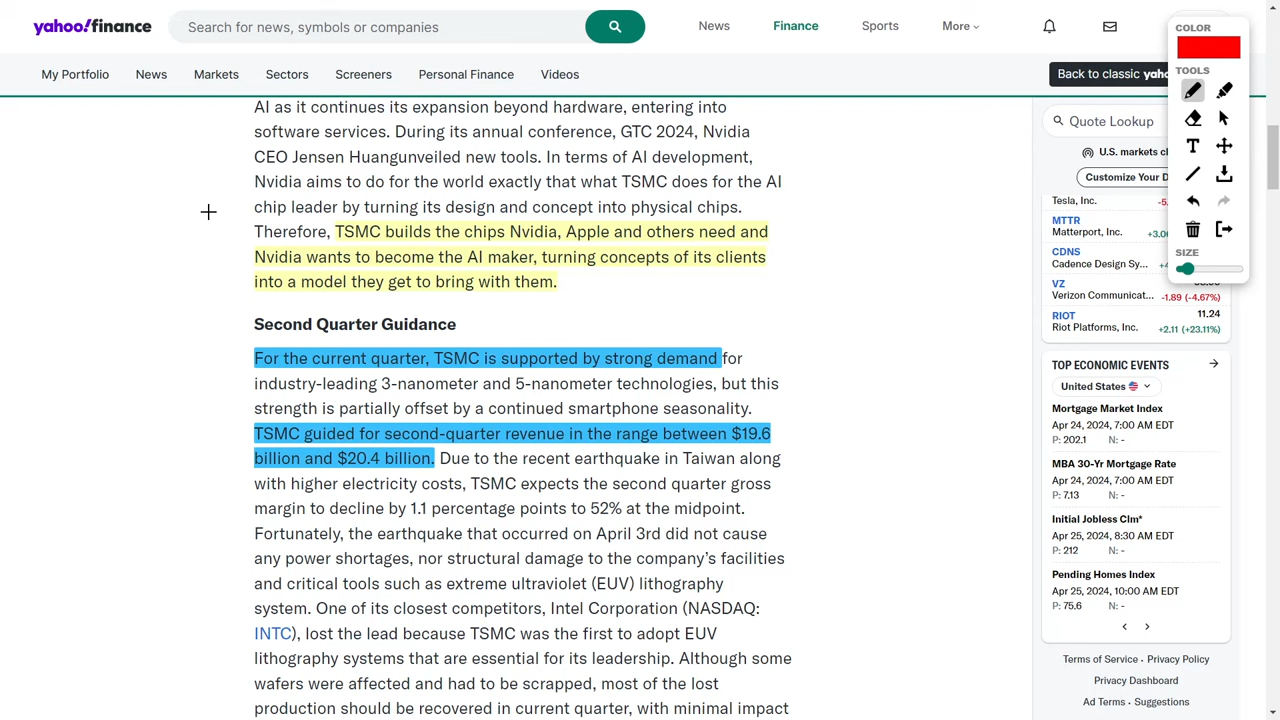 yahoo!finance
Search for news, symbols or companies
News
Finance
Sports
More
My Portfolio
News
Markets
Sectors
Screeners
Personal Finance
Videos
Back to classic
COLOR
TOOLS
T
SIZE
AI as it continues its expansion beyond hardware, entering into
software services. During its annual conference, GTC 2024, Nvidia
CEO Jensen Huangunveiled new tools. In terms of AI development,
Nvidia aims to do for the world exactly that what TSMC does for the AI
chip leader by turning its design and concept into physical chips.
Therefore, TSMC builds the chips Nvidia, Apple and others need and
Nvidia wants to become the AI maker, turning concepts of its clients
into a model they get to bring with them.
Second Quarter Guidance
For the current quarter, TSMC is supported by strong demand for
industry-leading 3-nanometer and 5-nanometer technologies, but this
strength is partially offset by a continued smartphone seasonality.
TSMC guided for second-quarter revenue in the range between $19.6
billion and $20.4 billion. Due to the recent earthquake in Taiwan along
with higher electricity costs, TSMC expects the second quarter gross
margin to decline by 1.1 percentage points to 52% at the midpoint.
Fortunately, the earthquake that occurred on April 3rd did not cause
any power shortages, nor structural damage to the company's facilities
and critical tools such as extreme ultraviolet (EUV) lithography
system. One of its closest competitors, Intel Corporation (NASDAQ:
INTC), lost the lead because TSMC was the first to adopt EUV
lithography systems that are essential for its leadership. Although some
wafers were affected and had to be scrapped, most of the lost
production should be recovered in current quarter, with minimal impact
Quote Lookup
U.S. markets
Customize Your
Tesla, Inc.
MTTR
Matterport, Inc.
CDNS
Cadence Design Sy...
VZ
Verizon Communicat... -1.89 (-4.67%)
RIOT 11.24
Riot Platforms, Inc. +2.11 (+23.11%)
TOP ECONOMIC EVENTS
United States
Mortgage Market Index
Apr 24, 2024, 7:00 AM EDT
P: 202.1 N: -
MBA 30-Yr Mortgage Rate
Apr 24, 2024, 7:00 AM EDT
P: 7.13 N: -
Initial Jobless Clm*
Apr 25, 2024, 8:30 AM EDT
P: 212 N: -
Pending Homes Index
Apr 25, 2024, 10:00 AM EDT
P: 75.6 N: -
Terms of Service • Privacy Policy
Privacy Dashboard
Ad Terms • Suggestions